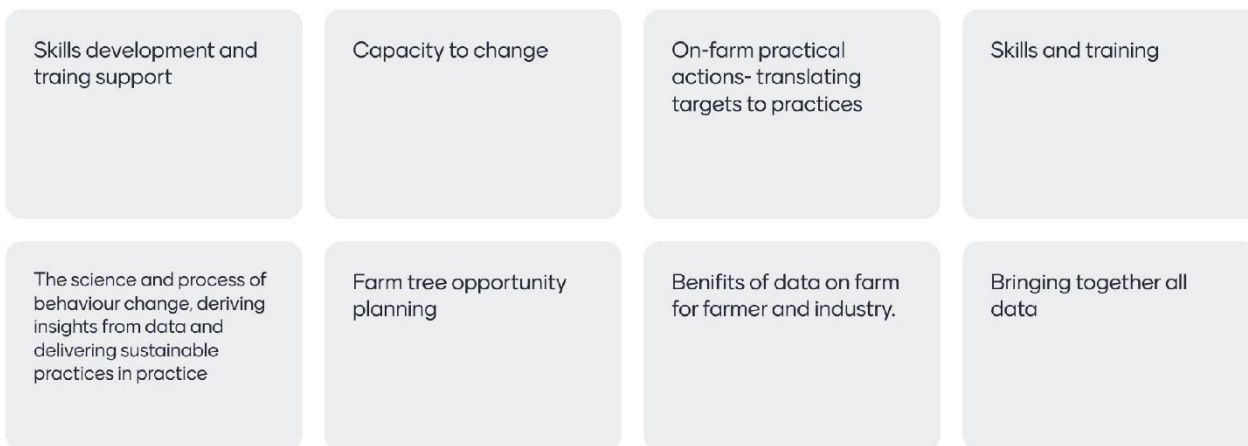 Skills development and
traing support
Capacity to change
On-farm practical
actions- translating
targets to practices
Skills and training
The science and process of
behaviour change, deriving
insights from data and
delivering sustainable
practices in practice
Farm tree opportunity
planning
Benifits of data on farm
for farmer and industry.
Bringing together all
data